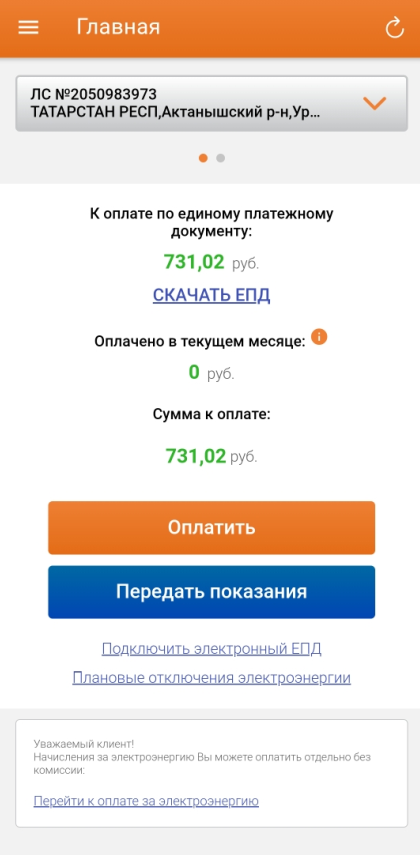 Главная
ЛС №2050983973
ТАТАРСТАН РЕСП,Актанышский р-н,Ур...
К оплате по единому платежному
документу:
731,02 руб.
СКАЧАТЬ ЕПД
Оплачено в текущем месяце:
0 руб.
Сумма к оплате:
731,02 руб.
Оплатить
Передать показания
Подключить электронный ЕПД
Плановые отключения электроэнергии
Уважаемый клиент!
Начисления за электроэнергию Вы можете оплатить отдельно без
комиссии:
Перейти к оплате за электроэнергию